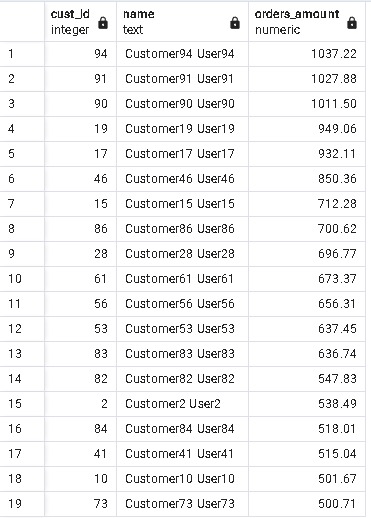 cust_id name orders_amount
integer text numeric
1 94 Customer94 User94 1037.22
2 91 Customer91 User91 1027.88
3 90 Customer90 User90 1011.50
4 19 Customer19 User19 949.06
5 17 Customer17 User17 932.11
6 46 Customer46 User46 850.36
7 15 Customer15 User15 712.28
8 86 Customer86 User86 700.62
9 28 Customer28 User28 696.77
10 61 Customer61 User61 673.37
11 56 Customer56 User56 656.31
12 53 Customer53 User53 637.45
13 83 Customer83 User83 636.74
14 82 Customer82 User82 547.83
15 2 Customer2 User2 538.49
16 84 Customer84 User84 518.01
17 41 Customer41 User41 515.04
18 10 Customer10 User10 501.67
19 73 Customer73 User73 500.71